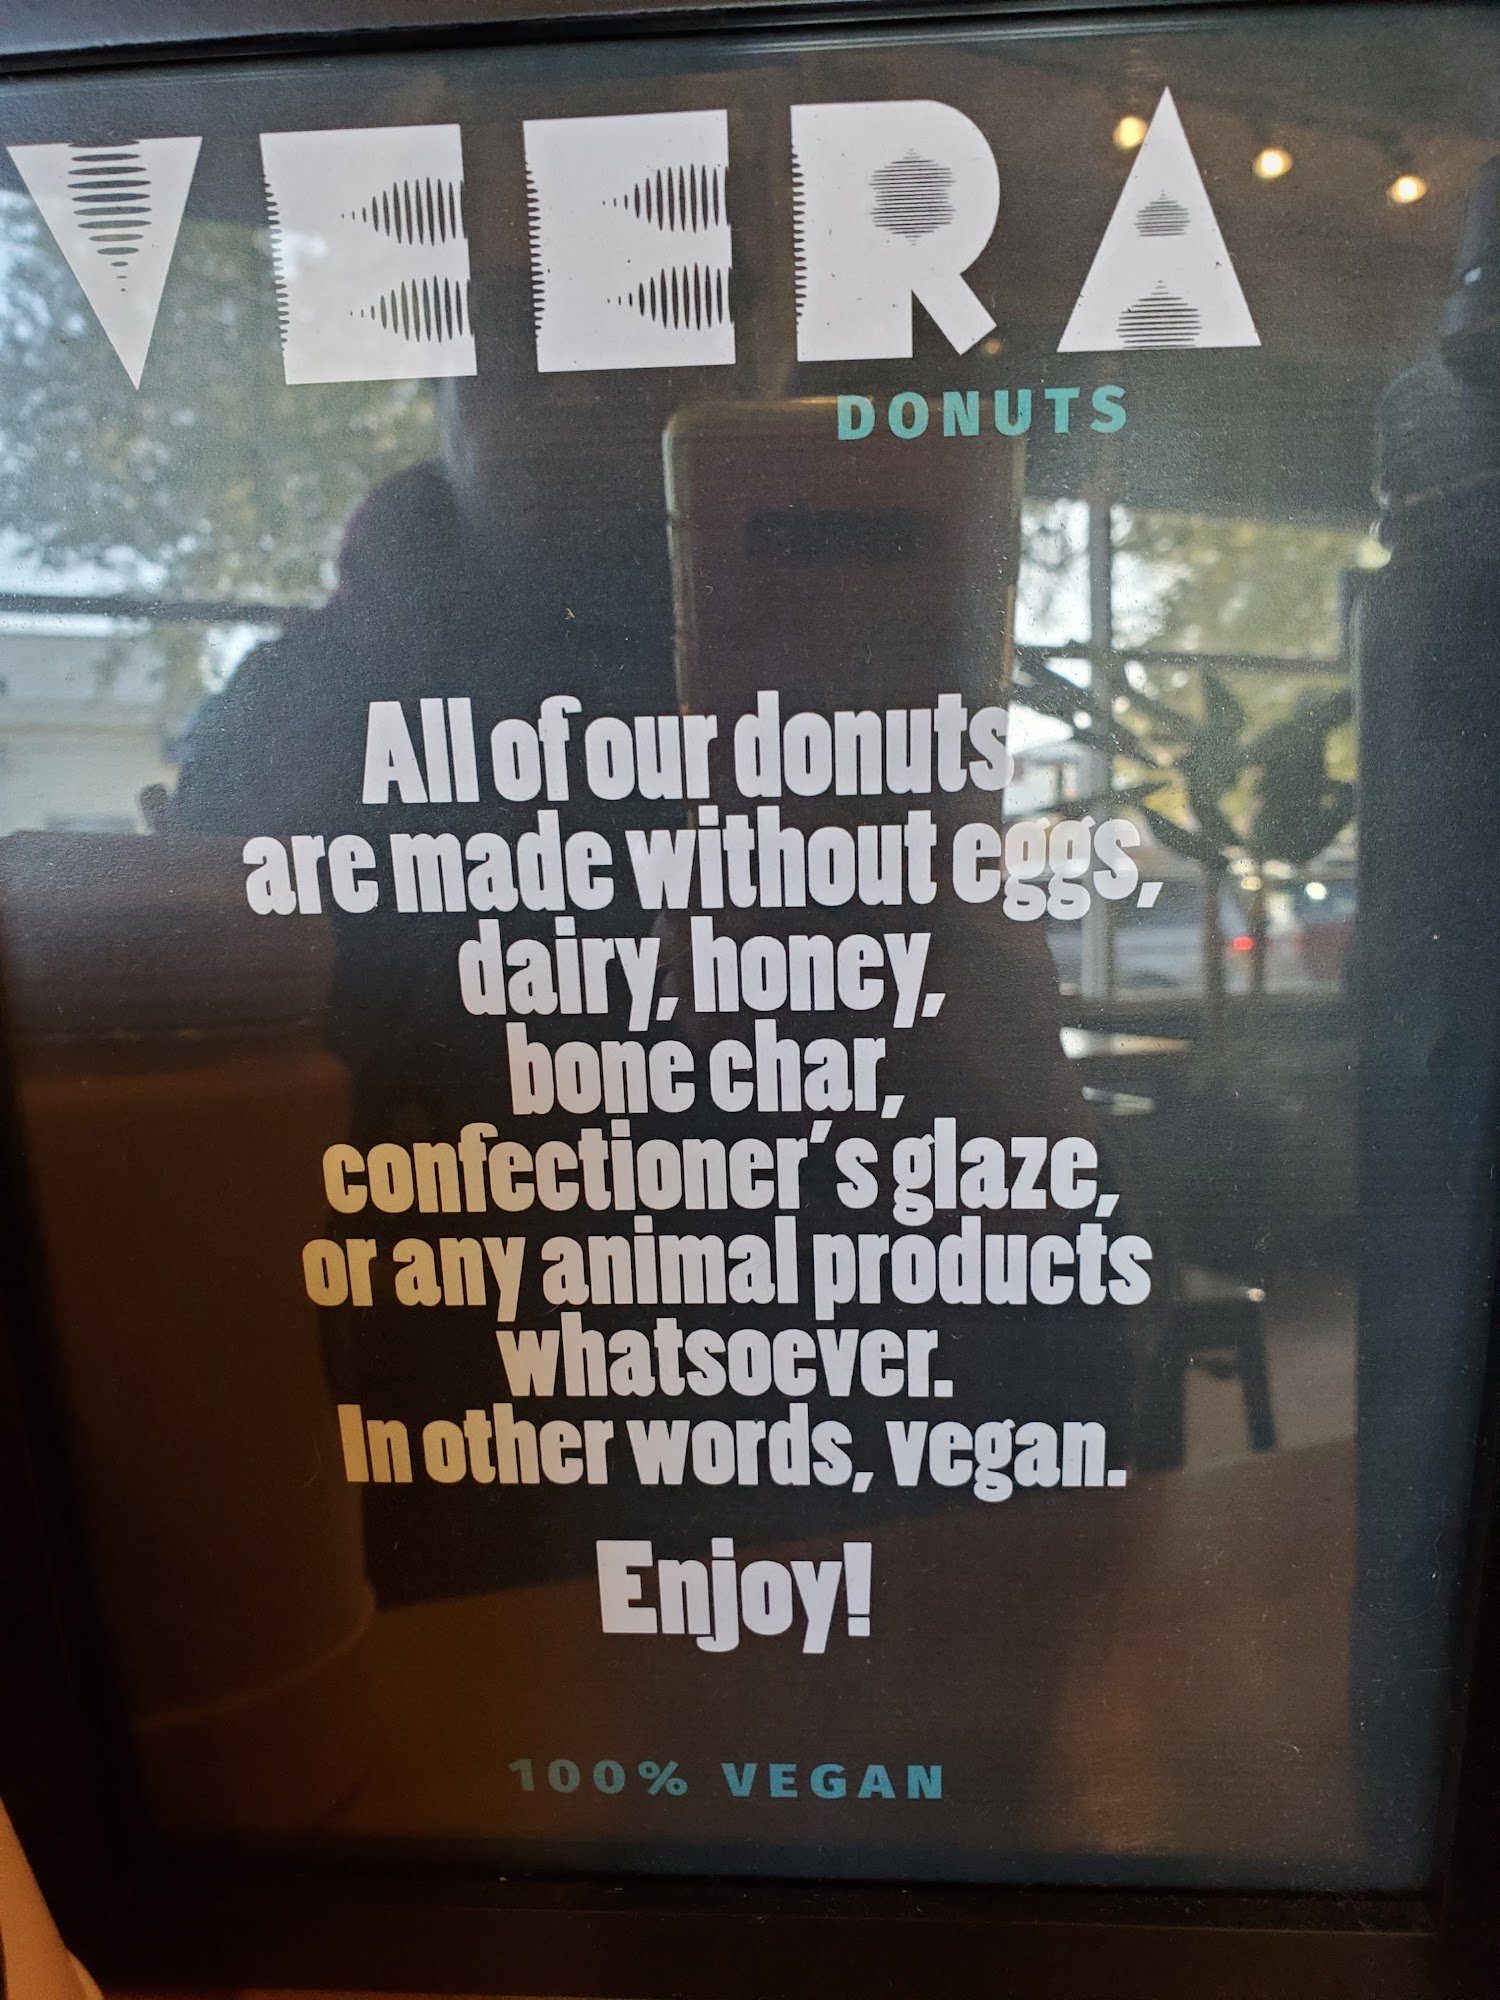 VEERA
DONUTS
All of our donuts
are made without eggs,
dairy, honey,
bone char,
confectioner's glaze,
or any animal products
whatsoever.
In other words, vegan.
Enjoy!
100% VEGAN